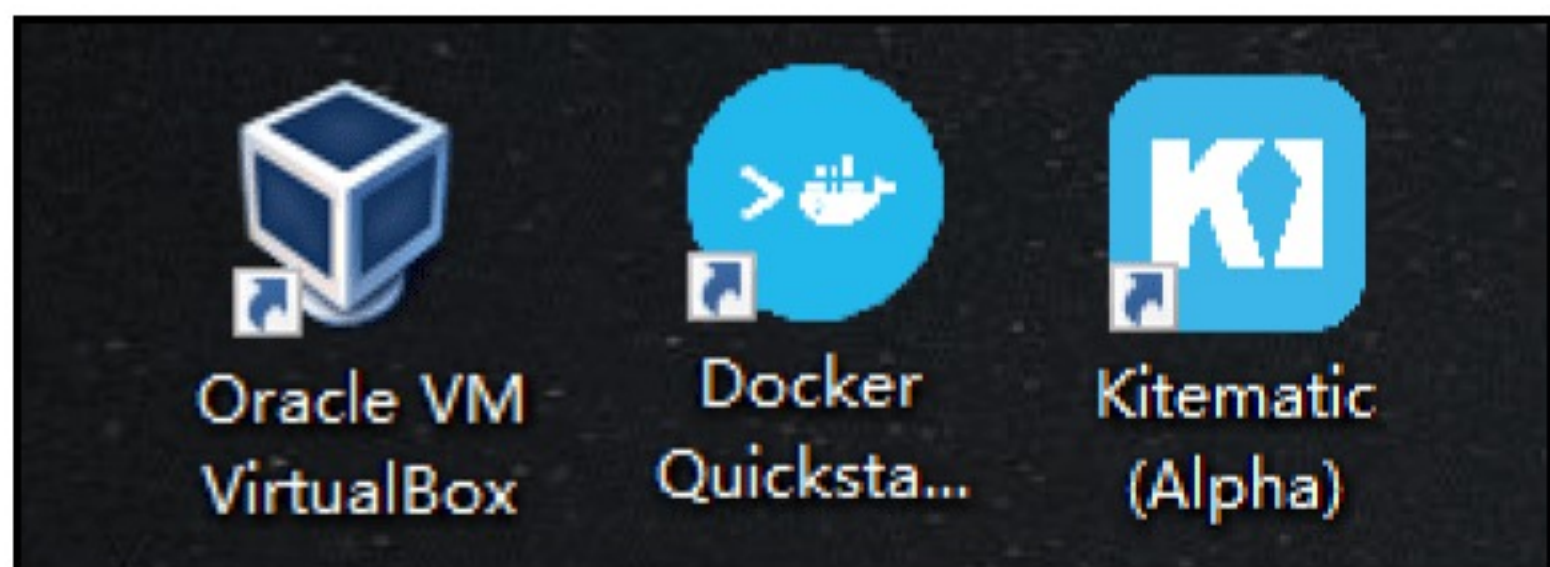 Oracle VM
VirtualBox
Docker
Quicksta...
Kitematic
(Alpha)